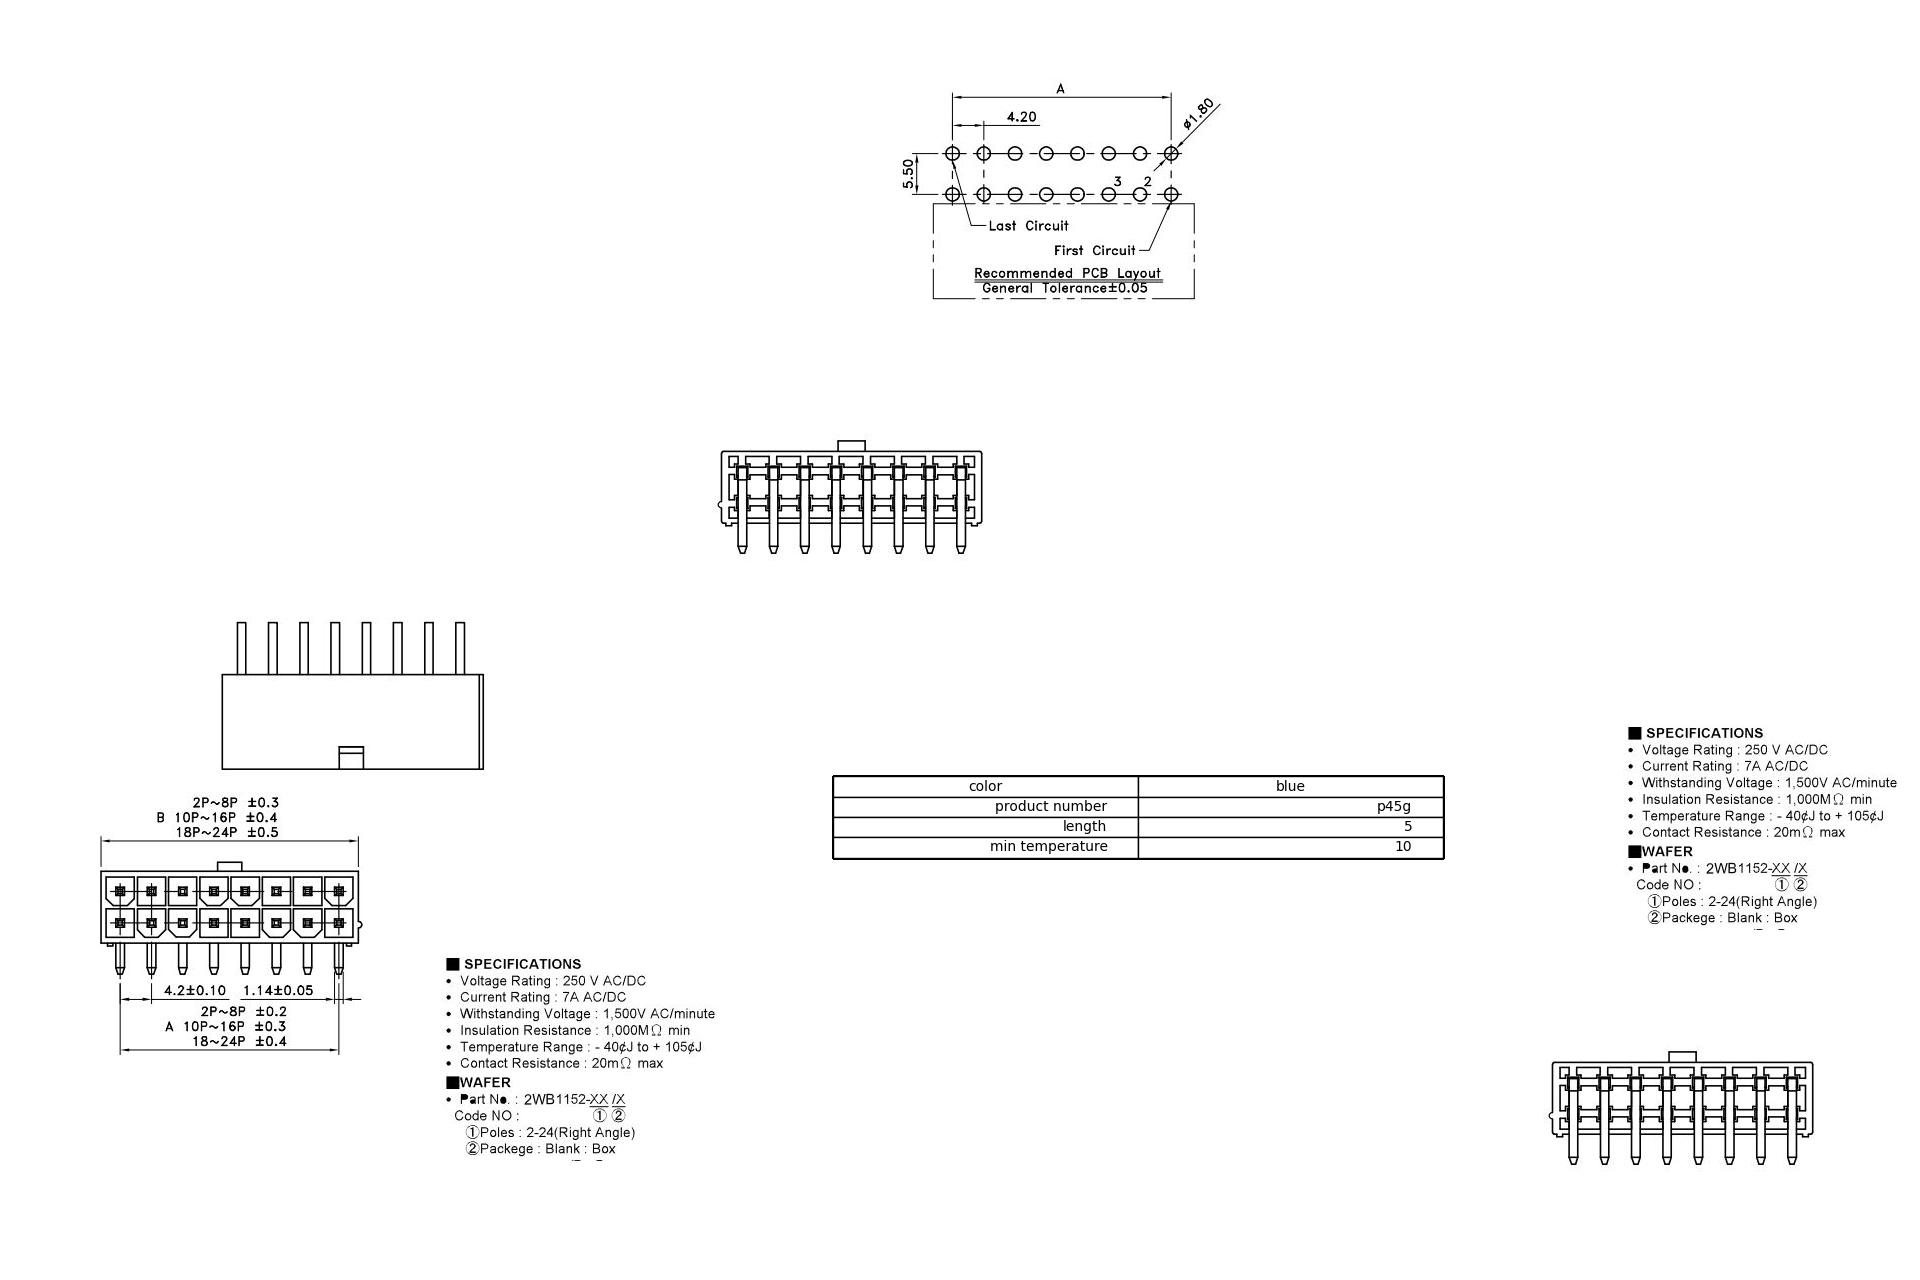 A
4.20
ø1.80
5.50
3 2
Last Circuit
First Circuit
Recommended PCB Layout
General Tolerance±0.05
2P~8P ±0.3
B 10P~16P ±0.4
18P~24P ±0.5
4.2±0.10 1.14±0.05
2P~8P ±0.2
A 10P~16P ±0.3
18~24P ±0.4
color blue
product number p45g
length 5
min temperature 10
■ SPECIFICATIONS
• Voltage Rating : 250 V AC/DC
• Current Rating : 7A AC/DC
• Withstanding Voltage : 1,500V AC/minute
• Insulation Resistance : 1,000MΩ min
• Temperature Range : - 40¢J to + 105¢J
• Contact Resistance : 20mΩ max
■WAFER
• Part No. : 2WB1152-XX /X
Code NO : ① ②
①Poles : 2-24(Right Angle)
②Packege : Blank : Box
■ SPECIFICATIONS
• Voltage Rating : 250 V AC/DC
• Current Rating : 7A AC/DC
• Withstanding Voltage : 1,500V AC/minute
• Insulation Resistance : 1,000MΩ min
• Temperature Range : - 40¢J to + 105¢J
• Contact Resistance : 20mΩ max
■WAFER
• Part No. : 2WB1152-XX /X
Code NO : ① ②
①Poles : 2-24(Right Angle)
②Packege : Blank : Box